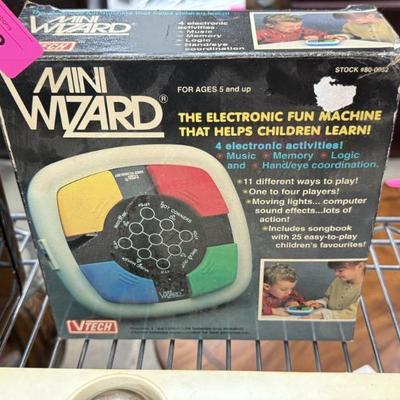 MINI
WIZARD
VTECH
4 electronic
activities!
• Music
• Memory
• Logic
• Hand/eye
coordination
STOCK #80-0952
MINI
WIZARD®
FOR AGES 5 and up
THE ELECTRONIC FUN MACHINE
THAT HELPS CHILDREN LEARN!
4 electronic activities!
• Music • Memory • Logic
and • Hand/eye coordination.
• 11 different ways to play!
• One to four players!
• Moving lights... computer
sound effects...lots of
action!
• Includes songbook
with 25 easy-to-play
children's favourites!
MINI
WIZARD
VTECH